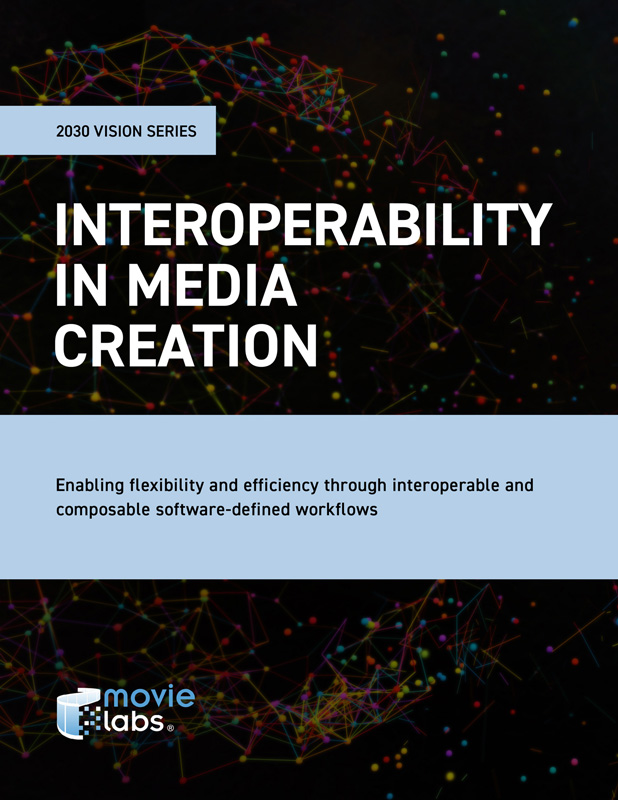 2030 VISION SERIES
INTEROPERABILITY
IN MEDIA
CREATION
Enabling flexibility and efficiency through interoperable and
composable software-defined workflows
movie
labs®